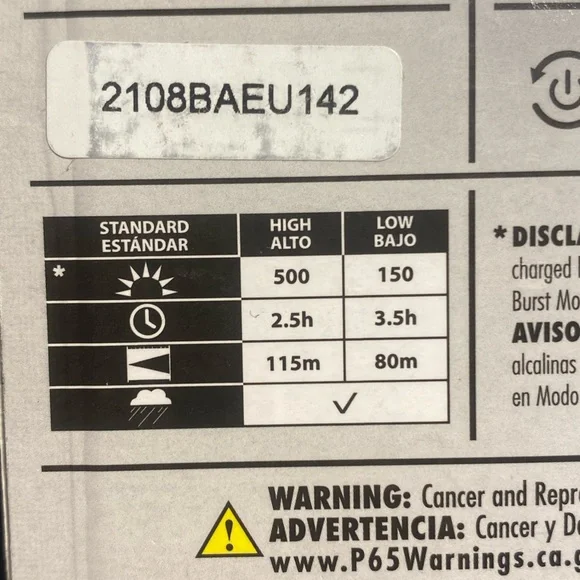 2108BAEU142
STANDARD HIGH LOW
ESTÁNDAR ALTO BAJO
* 500 150
2.5h 3.5h
115m 80m
✓
* DISCLA
charged
Burst Mo
AVISO
alcalinas
en Modo
WARNING: Cancer and Repr
ADVERTENCIA: Cancer y Da
www.P65Warnings.ca.g